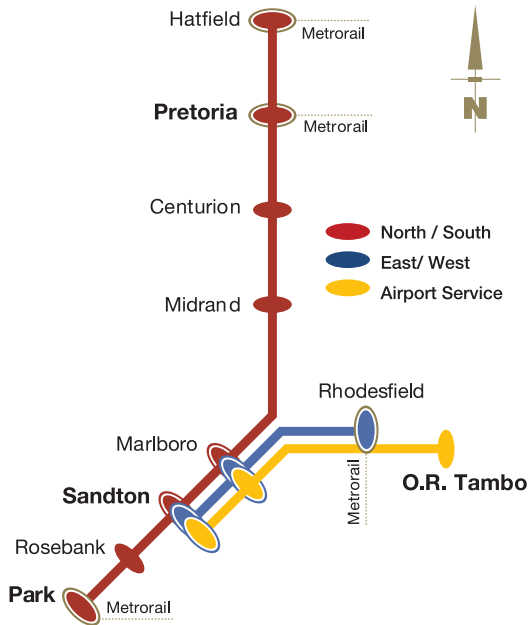 Hatfield
Metrorail
N
Pretoria
Metrorail
Centurion
North / South
East/ West
Airport Service
Midrand
Rhodesfield
Marlboro
Metrorail
O.R. Tambo
Sandton
Rosebank
Park
Metrorail